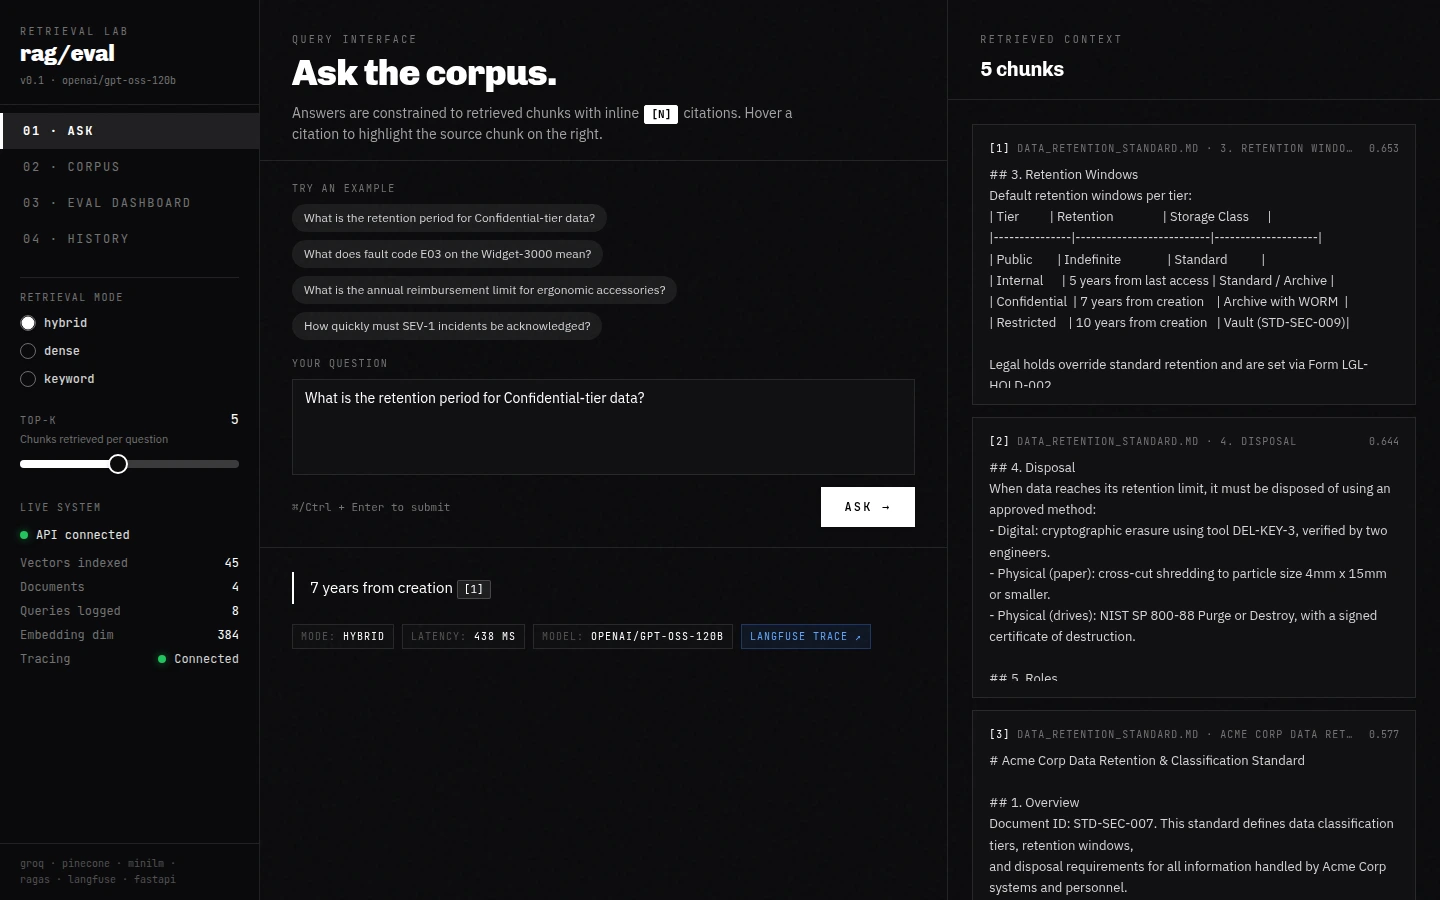 RETRIEVAL LAB
rag/eval
v0.1 · openai/gpt-oss-120b
01 · ASK
02 · CORPUS
03 · EVAL DASHBOARD
04 · HISTORY
RETRIEVAL MODE
hybrid
dense
keyword
TOP-K 5
Chunks retrieved per question
LIVE SYSTEM
API connected
Vectors indexed 45
Documents 4
Queries logged 8
Embedding dim 384
Tracing Connected
groq · pinecone · minilm ·
ragas · langfuse · fastapi
QUERY INTERFACE
Ask the corpus.
Answers are constrained to retrieved chunks with inline [N] citations. Hover a
citation to highlight the source chunk on the right.
TRY AN EXAMPLE
What is the retention period for Confidential-tier data?
What does fault code E03 on the Widget-3000 mean?
What is the annual reimbursement limit for ergonomic accessories?
How quickly must SEV-1 incidents be acknowledged?
YOUR QUESTION
What is the retention period for Confidential-tier data?
⌘/Ctrl + Enter to submit
ASK →
7 years from creation [1]
MODE: HYBRID LATENCY: 438 MS MODEL: OPENAI/GPT-OSS-120B LANGFUSE TRACE ↗
RETRIEVED CONTEXT
5 chunks
[1] DATA_RETENTION_STANDARD.MD · 3. RETENTION WINDO… 0.653
## 3. Retention Windows
Default retention windows per tier:
| Tier | Retention | Storage Class |
|---------------|--------------------------|--------------------|
| Public | Indefinite | Standard |
| Internal | 5 years from last access | Standard / Archive |
| Confidential | 7 years from creation | Archive with WORM |
| Restricted | 10 years from creation | Vault (STD-SEC-009)|
Legal holds override standard retention and are set via Form LGL-
HOLD-002
[2] DATA_RETENTION_STANDARD.MD · 4. DISPOSAL 0.644
## 4. Disposal
When data reaches its retention limit, it must be disposed of using an
approved method:
- Digital: cryptographic erasure using tool DEL-KEY-3, verified by two
engineers.
- Physical (paper): cross-cut shredding to particle size 4mm x 15mm
or smaller.
- Physical (drives): NIST SP 800-88 Purge or Destroy, with a signed
certificate of destruction.
## 5. Roles
[3] DATA_RETENTION_STANDARD.MD · ACME CORP DATA RET… 0.577
# Acme Corp Data Retention & Classification Standard
## 1. Overview
Document ID: STD-SEC-007. This standard defines data classification
tiers, retention windows,
and disposal requirements for all information handled by Acme Corp
systems and personnel.